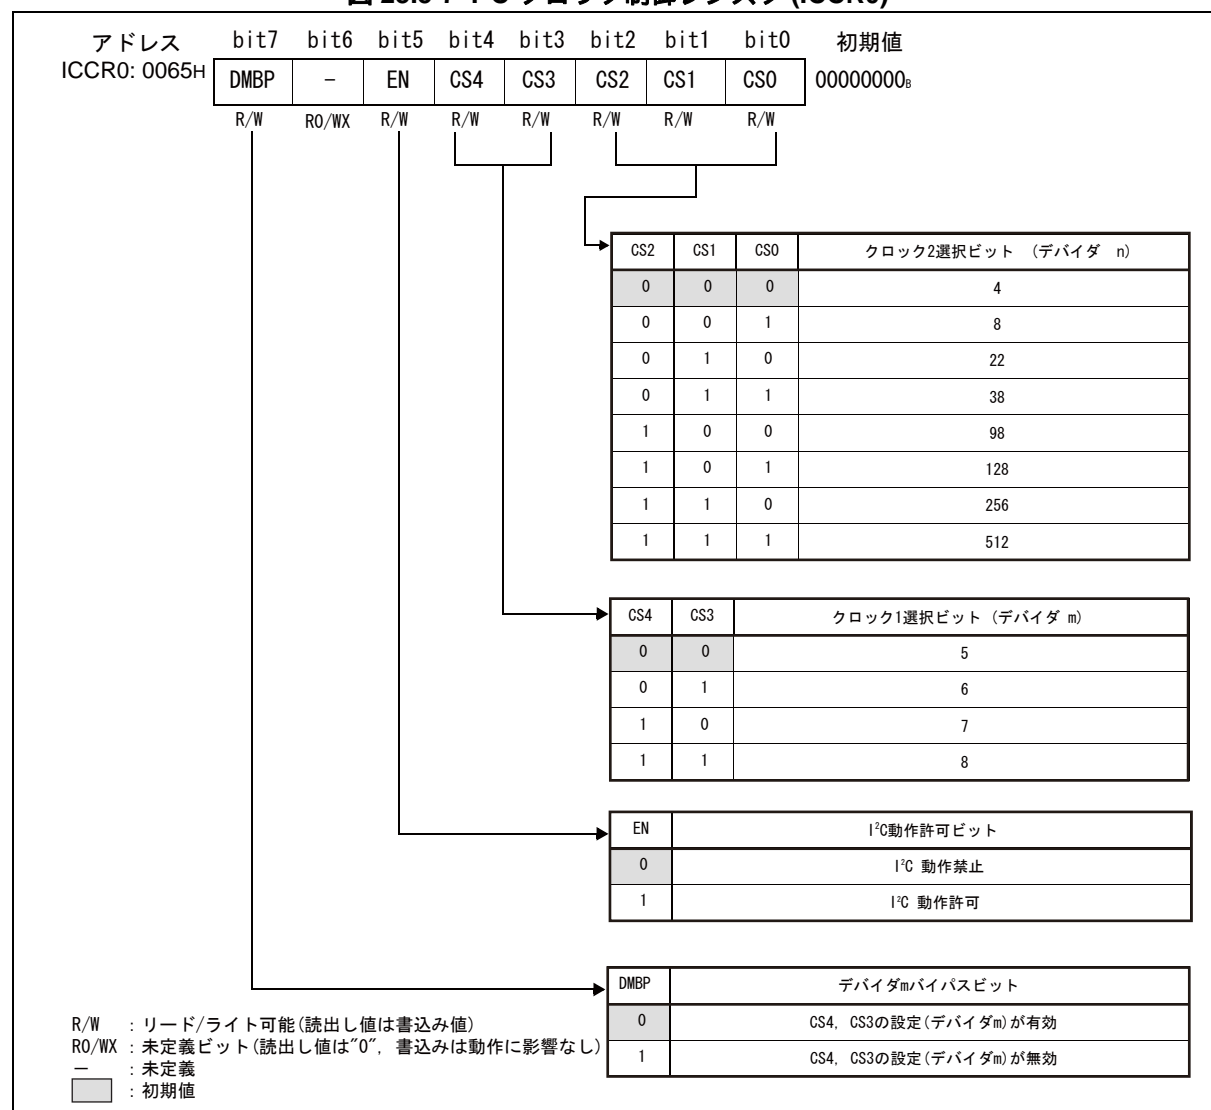 アドレス bit7 bit6 bit5 bit4 bit3 bit2 bit1 bit0 初期値
ICCR0: 0065H DMBP － EN CS4 CS3 CS2 CS1 CS0 00000000B
R/W R0/WX R/W R/W R/W R/W R/W R/W
CS2 CS1 CS0 クロック2選択ビット （デバイダ n）
0 0 0 4
0 0 1 8
0 1 0 22
0 1 1 38
1 0 0 98
1 0 1 128
1 1 0 256
1 1 1 512
CS4 CS3 クロック1選択ビット（デバイダ m）
0 0 5
0 1 6
1 0 7
1 1 8
EN I²C動作許可ビット
0 I²C 動作禁止
1 I²C 動作許可
DMBP デバイダmバイパスビット
0 CS4, CS3の設定(デバイダm)が有効
1 CS4, CS3の設定(デバイダm)が無効
R/W ：リード/ライト可能(読出し値は書込み値)
R0/WX ：未定義ビット(読出し値は"0", 書込みは動作に影響なし)
－ ：未定義
：初期値